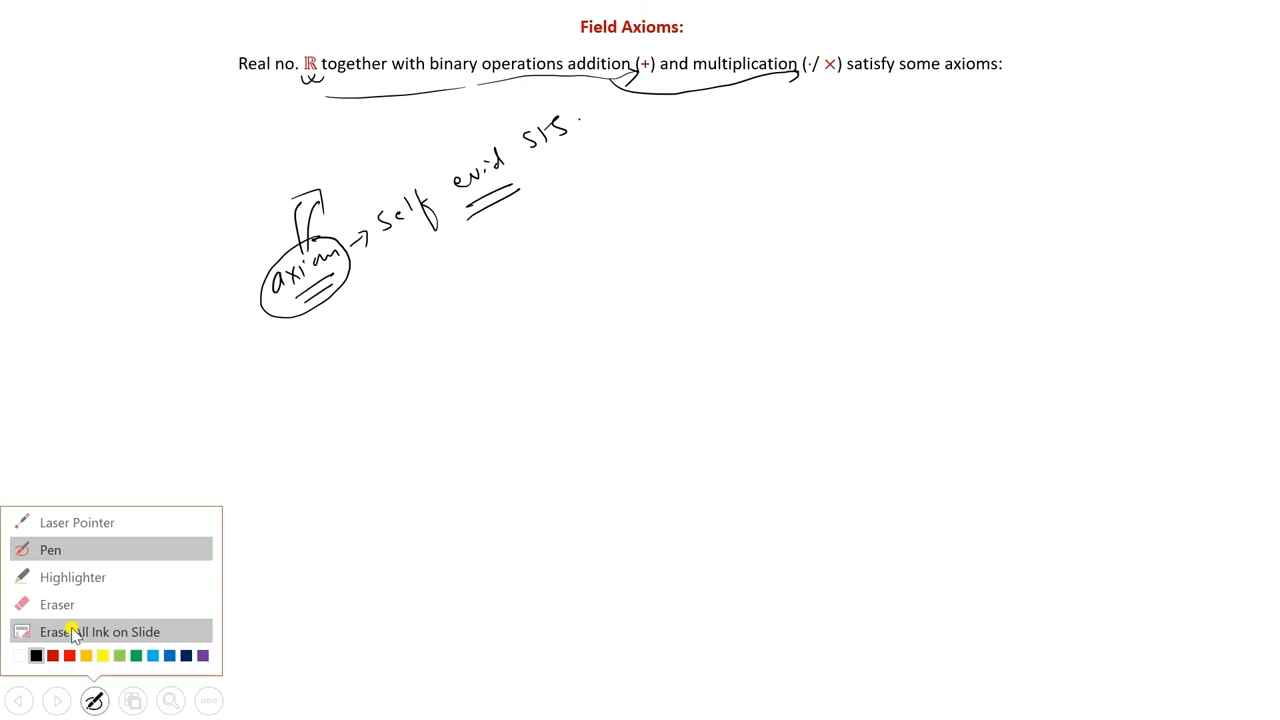 Field Axioms:
Real no. ℝ together with binary operations addition (+) and multiplication (·/ ×) satisfy some axioms:
axiom → self evid sts.
Laser Pointer
Pen
Highlighter
Eraser
Erase All Ink on Slide